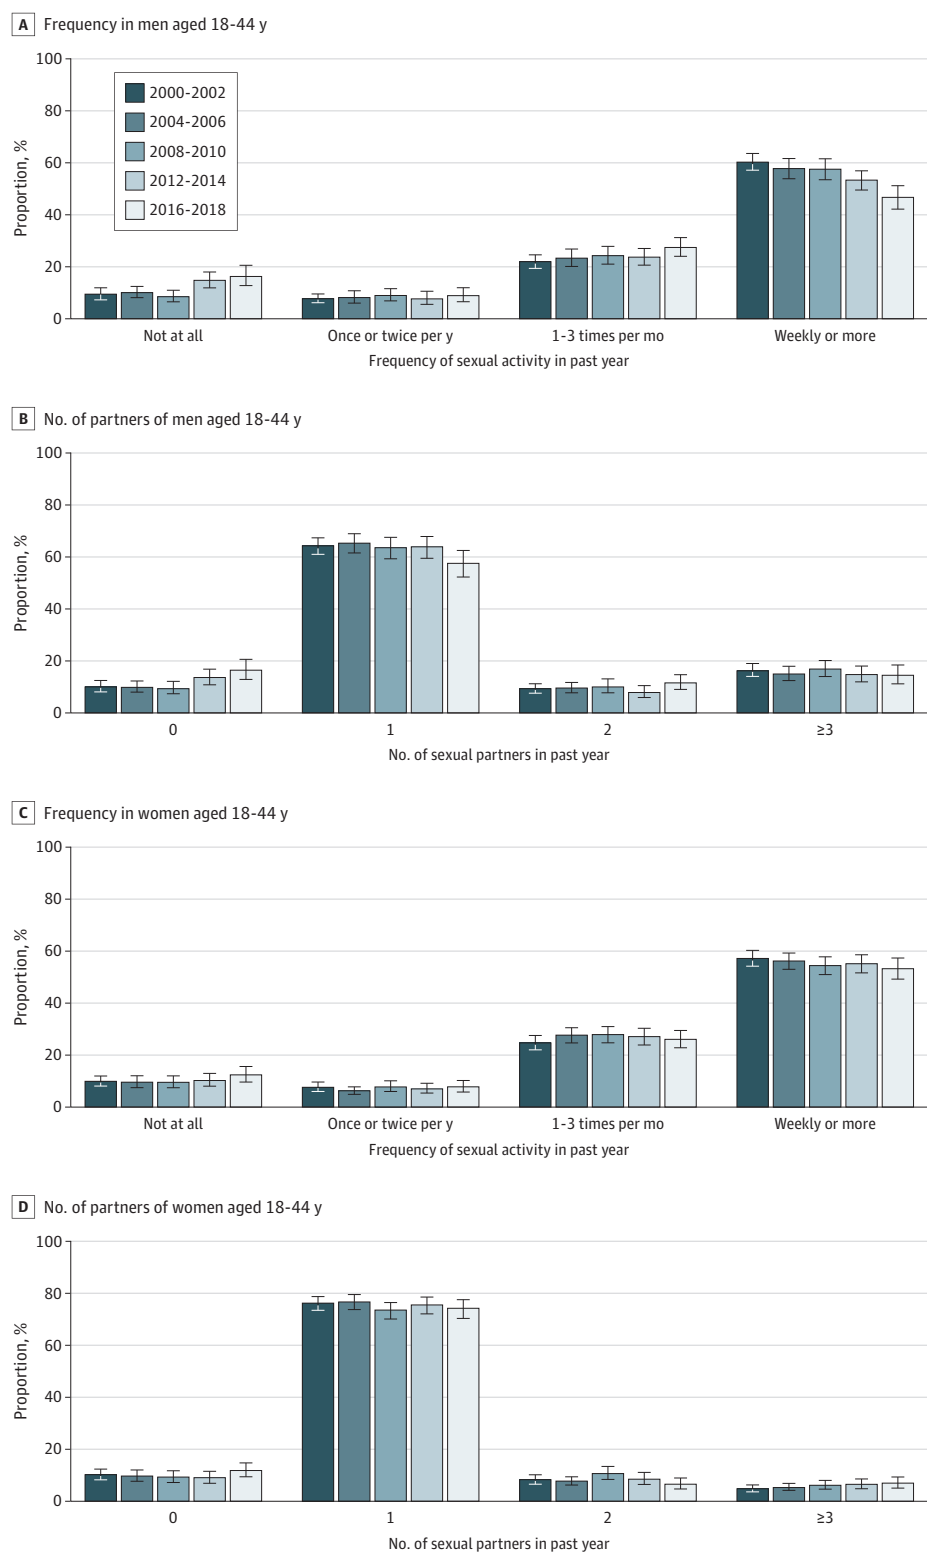 A Frequency in men aged 18-44 y
100
80
60
40
20
0
Proportion, %
2000-2002
2004-2006
2008-2010
2012-2014
2016-2018
Not at all Once or twice per y 1-3 times per mo Weekly or more
Frequency of sexual activity in past year
B No. of partners of men aged 18-44 y
100
80
60
40
20
0
Proportion, %
0 1 2 ≥3
No. of sexual partners in past year
C Frequency in women aged 18-44 y
100
80
60
40
20
0
Proportion, %
Not at all Once or twice per y 1-3 times per mo Weekly or more
Frequency of sexual activity in past year
D No. of partners of women aged 18-44 y
100
80
60
40
20
0
Proportion, %
0 1 2 ≥3
No. of sexual partners in past year